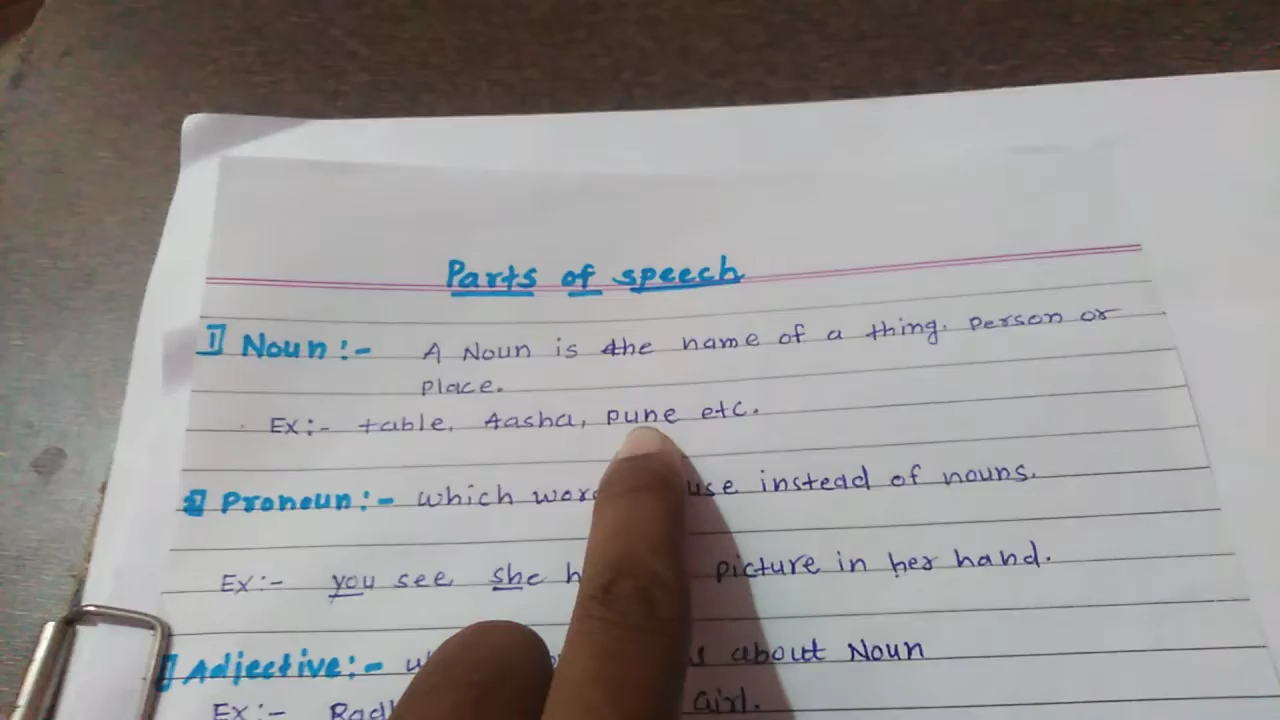 Parts of speech
1] Noun:- A Noun is the name of a thing. Person or
place.
Ex:- table, Aasha, pune etc.
2] Pronoun:- which use instead of nouns.
Ex:- you see she picture in her hand.
Adjective:- about Noun
Ex:- girl.